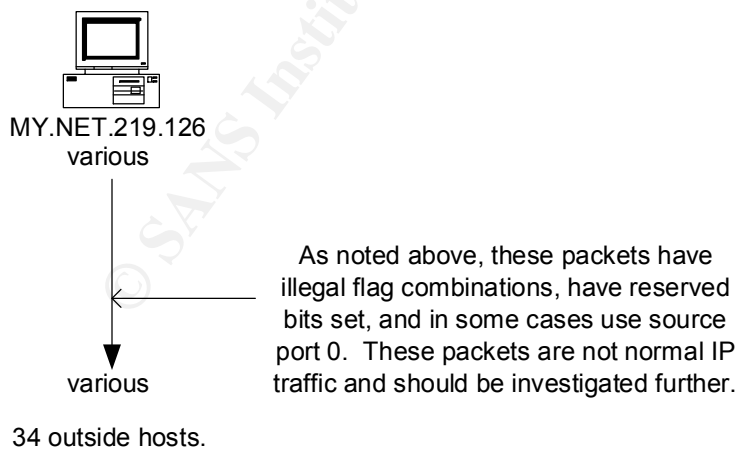 © SANS Instit
MY.NET.219.126
various
As noted above, these packets have
illegal flag combinations, have reserved
bits set, and in some cases use source
port 0. These packets are not normal IP
traffic and should be investigated further.
various
34 outside hosts.